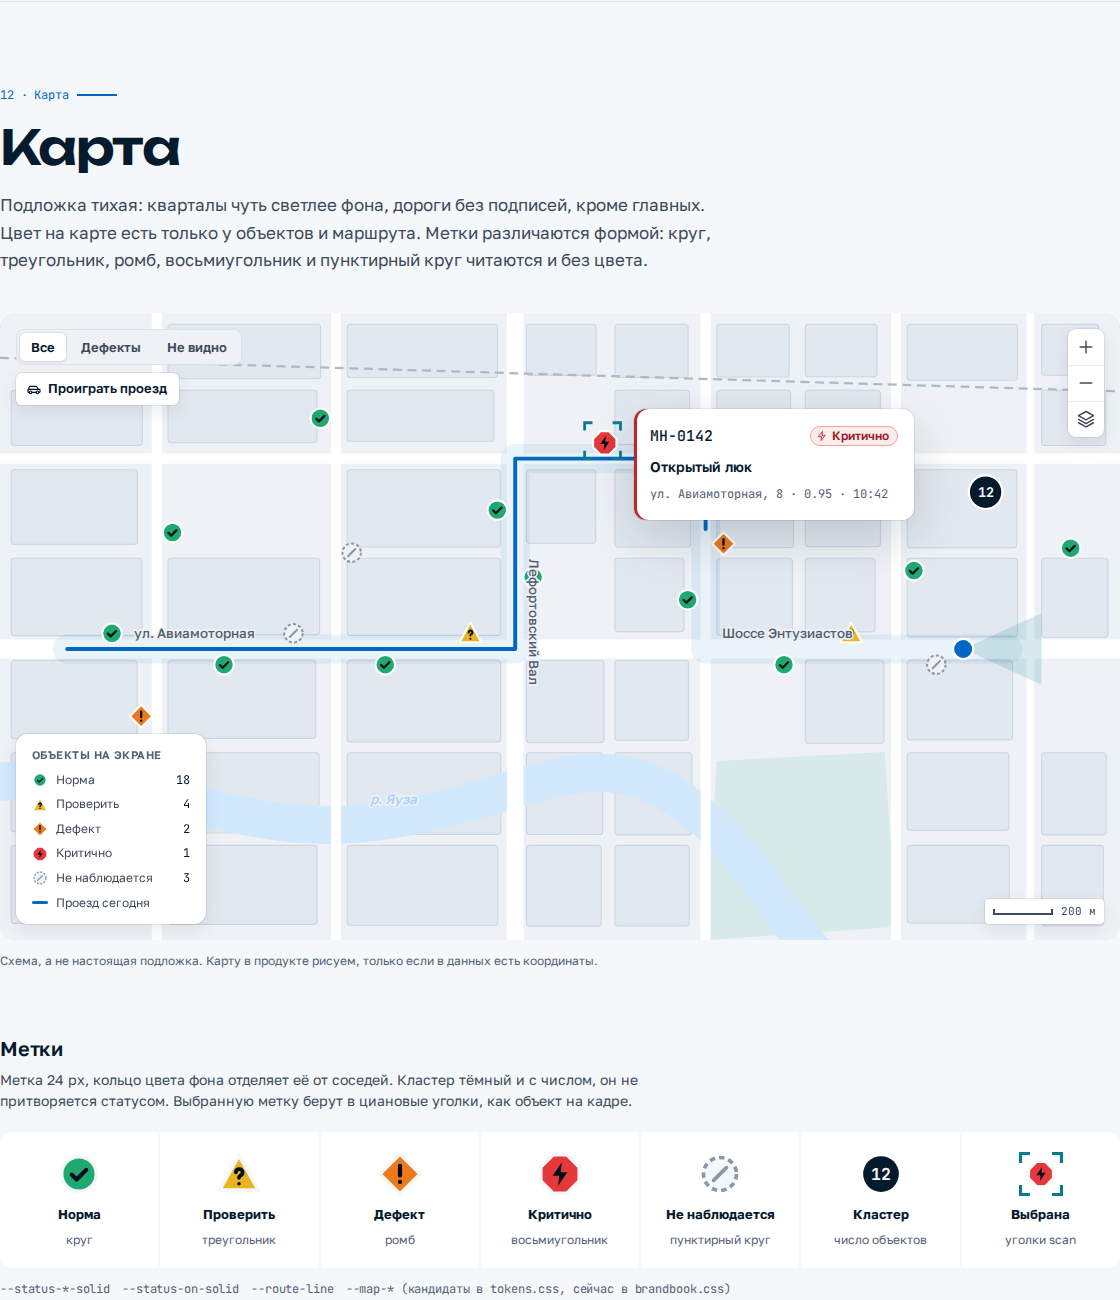 12 · Карта
Карта
Подложка тихая: кварталы чуть светлее фона, дороги без подписей, кроме главных.
Цвет на карте есть только у объектов и маршрута. Метки различаются формой: круг,
треугольник, ромб, восьмиугольник и пунктирный круг читаются и без цвета.
Все Дефекты Не видно
Проиграть проезд
МН-0142 Критично
Открытый люк
ул. Авиамоторная, 8 · 0.95 · 10:42
12
Лефортовский Вал
ул. Авиамоторная
Шоссе Энтузиастов
р. Яуза
ОБЪЕКТЫ НА ЭКРАНЕ
Норма 18
Проверить 4
Дефект 2
Критично 1
Не наблюдается 3
Проезд сегодня
200 м
Схема, а не настоящая подложка. Карту в продукте рисуем, только если в данных есть координаты.
Метки
Метка 24 px, кольцо цвета фона отделяет её от соседей. Кластер тёмный и с числом, он не
притворяется статусом. Выбранную метку берут в циановые уголки, как объект на кадре.
12
Норма Проверить Дефект Критично Не наблюдается Кластер Выбрана
круг треугольник ромб восьмиугольник пунктирный круг число объектов уголки scan
--status-*-solid --status-on-solid --route-line --map-* (кандидаты в tokens.css, сейчас в brandbook.css)